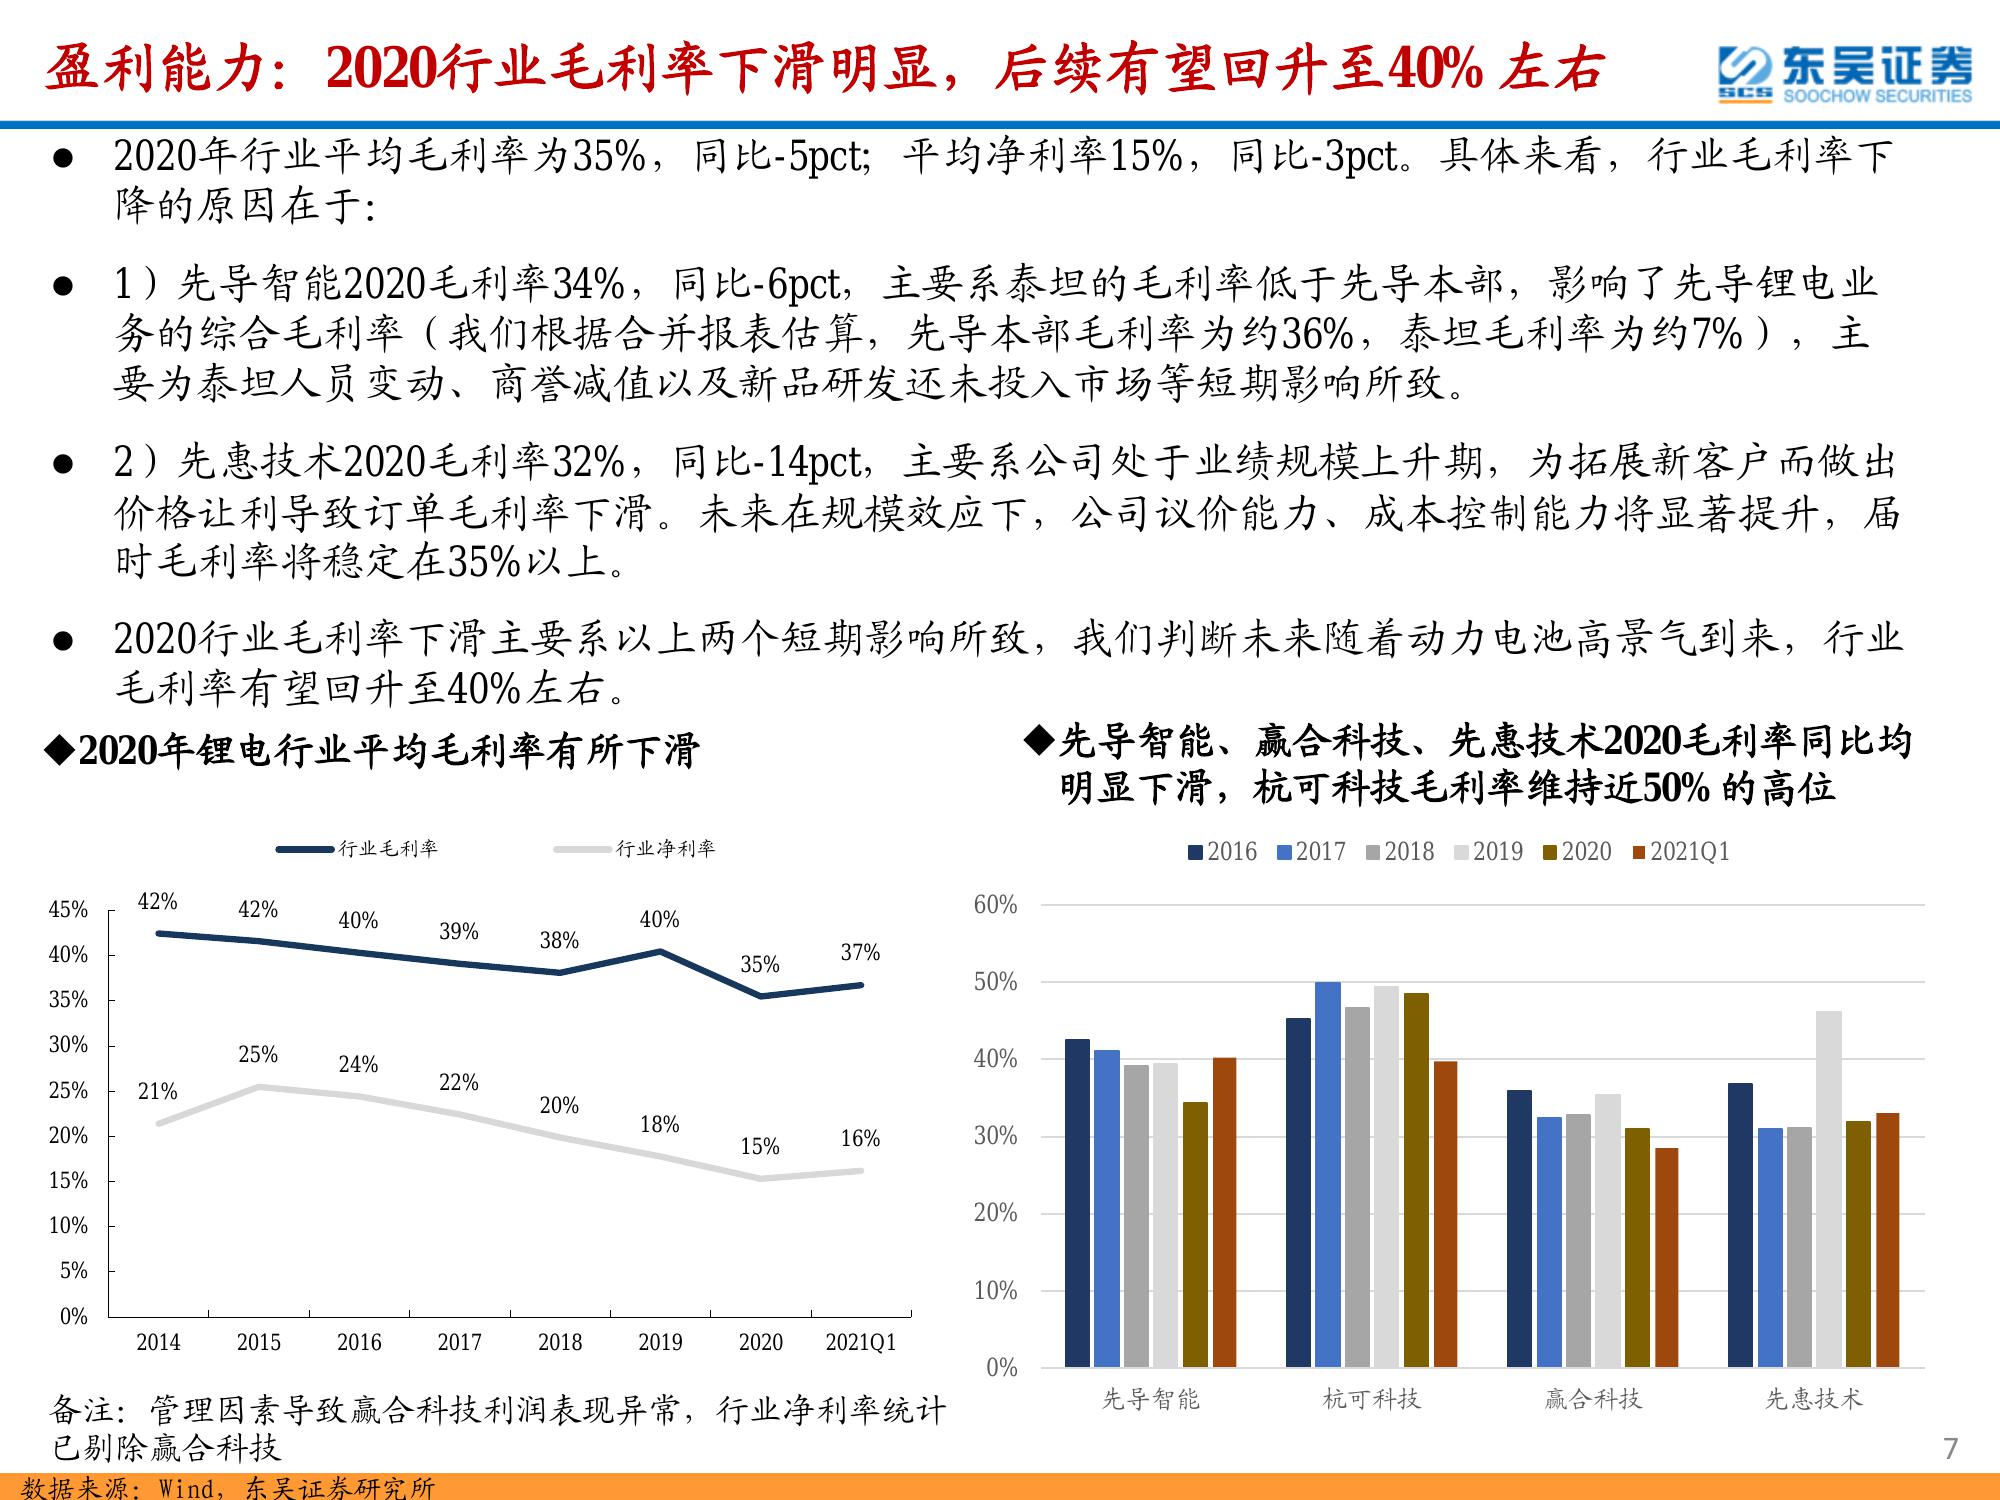 盈利能力：2020行业毛利率下滑明显，后续有望回升至40%左右
东吴证券
SCS SOOCHOW SECURITIES
● 2020年行业平均毛利率为35%，同比-5pct；平均净利率15%，同比-3pct。具体来看，行业毛利率下
降的原因在于：
● 1）先导智能2020毛利率34%，同比-6pct，主要系泰坦的毛利率低于先导本部，影响了先导锂电业
务的综合毛利率（我们根据合并报表估算，先导本部毛利率为约36%，泰坦毛利率为约7%），主
要为泰坦人员变动、商誉减值以及新品研发还未投入市场等短期影响所致。
● 2）先惠技术2020毛利率32%，同比-14pct，主要系公司处于业绩规模上升期，为拓展新客户而做出
价格让利导致订单毛利率下滑。未来在规模效应下，公司议价能力、成本控制能力将显著提升，届
时毛利率将稳定在35%以上。
● 2020行业毛利率下滑主要系以上两个短期影响所致，我们判断未来随着动力电池高景气到来，行业
毛利率有望回升至40%左右。
◆2020年锂电行业平均毛利率有所下滑
行业毛利率 行业净利率
45%
40%
35%
30%
25%
20%
15%
10%
5%
0%
42% 42% 40% 39% 38% 40% 35% 37%
21% 25% 24% 22% 20% 18% 15% 16%
2014 2015 2016 2017 2018 2019 2020 2021Q1
备注：管理因素导致赢合科技利润表现异常，行业净利率统计
已剔除赢合科技
◆先导智能、赢合科技、先惠技术2020毛利率同比均
明显下滑，杭可科技毛利率维持近50%的高位
2016 2017 2018 2019 2020 2021Q1
60%
50%
40%
30%
20%
10%
0%
先导智能 杭可科技 赢合科技 先惠技术
7
数据来源：Wind，东吴证券研究所